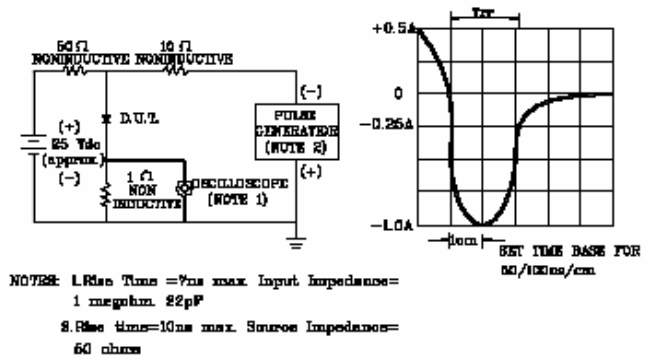 50 Ω
NONINDUCTIVE
10 Ω
NONINDUCTIVE
(+)
25 Vdc
(approx.)
(-)
D.U.T.
1 Ω
NON
INDUCTIVE
OSCILLOSCOPE
(NOTE 1)
(-)
PULSE
GENERATOR
(NOTE 2)
(+)
Trr
+0.5A
0
-0.25A
-1.0A
1cm
SET TIME BASE FOR
50/100ns/cm
NOTES: 1.Rise Time =7ns max. Input Impedance=
1 megohm. 22pF
2.Rise time=10ns max. Source Impedance=
50 ohms